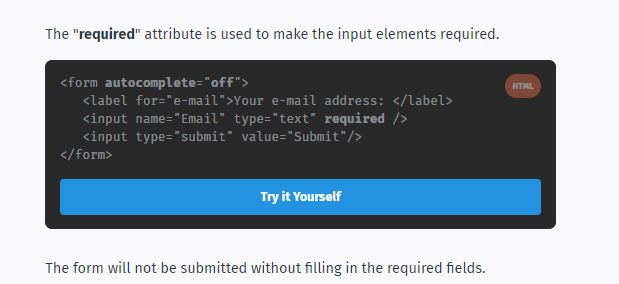 The "required" attribute is used to make the input elements required.
HTML
<form autocomplete="off">
<label for="e-mail">Your e-mail address: </label>
<input name="Email" type="text" required />
<input type="submit" value="Submit"/>
</form>
Try it Yourself
The form will not be submitted without filling in the required fields.